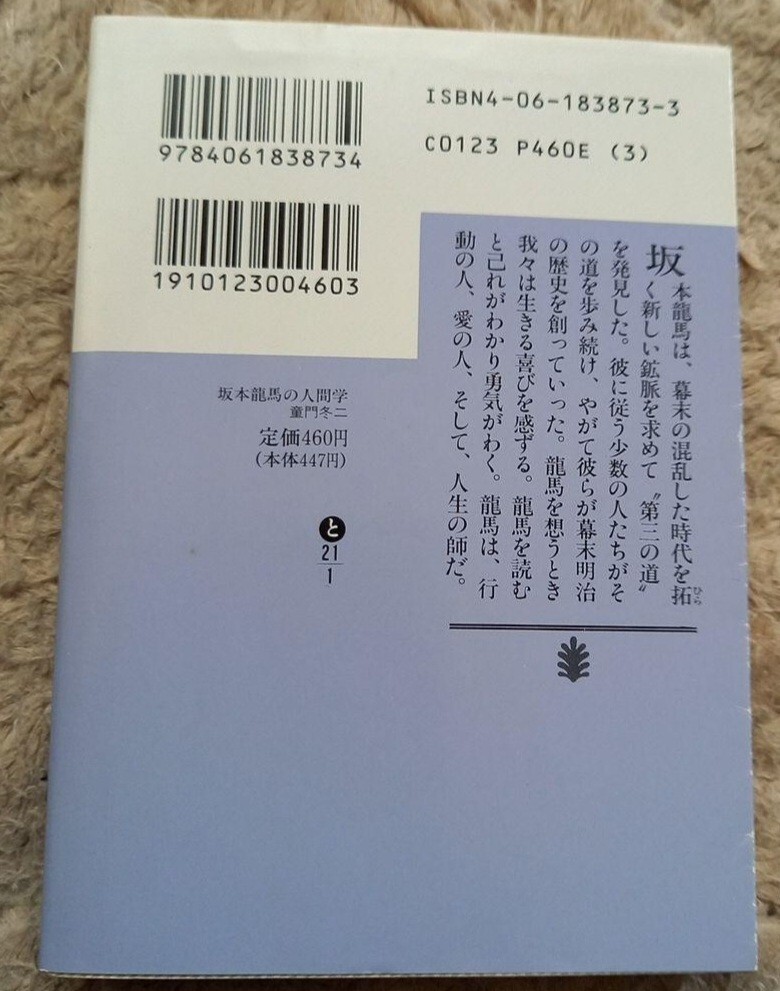 9784061838734
ISBN4-06-183873-3
C0123 P460E (3)
1910123004603
坂本龍馬は、幕末の混乱した時代を拓
ひら
く新しい鉱脈を求めて〝第三の道〟
を発見した。彼に従う少数の人たちがそ
の道を歩み続け、やがて彼らが幕末明治
の歴史を創っていった。龍馬を想うとき
我々は生きる喜びを感ずる。龍馬を読む
と己れがわかり勇気がわく。龍馬は、行
動の人、愛の人、そして、人生の師だ。
坂本龍馬の人間学
童門冬二
定価460円
(本体447円)
と
21
1